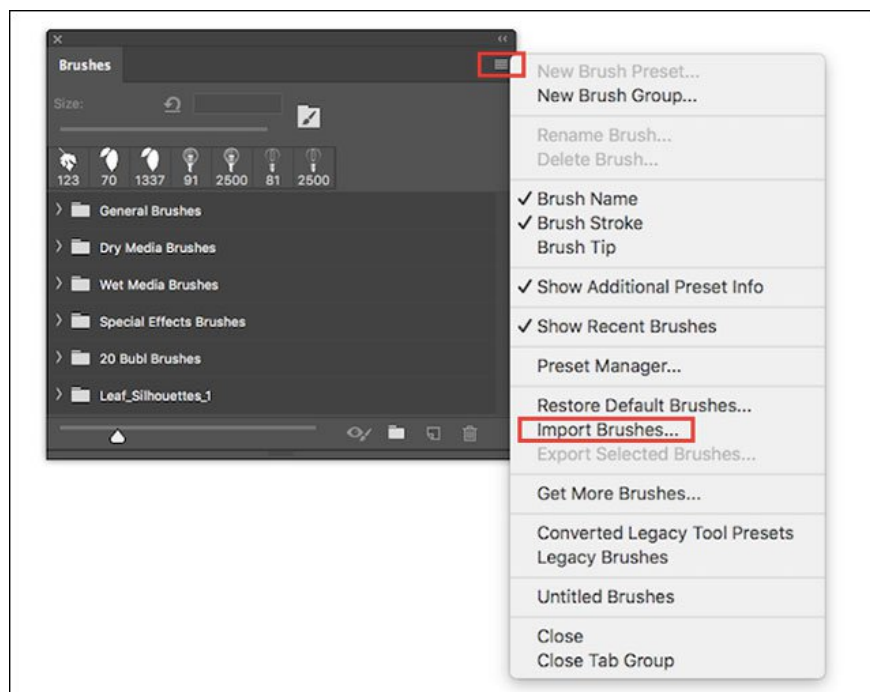 Brushes
Size:
123 70 1337 91 2500 81 2500
General Brushes
Dry Media Brushes
Wet Media Brushes
Special Effects Brushes
20 Bubl Brushes
Leaf_Silhouettes_1
New Brush Preset...
New Brush Group...
Rename Brush...
Delete Brush...
Brush Name
Brush Stroke
Brush Tip
Show Additional Preset Info
Show Recent Brushes
Preset Manager...
Restore Default Brushes...
Import Brushes...
Export Selected Brushes...
Get More Brushes...
Converted Legacy Tool Presets
Legacy Brushes
Untitled Brushes
Close
Close Tab Group